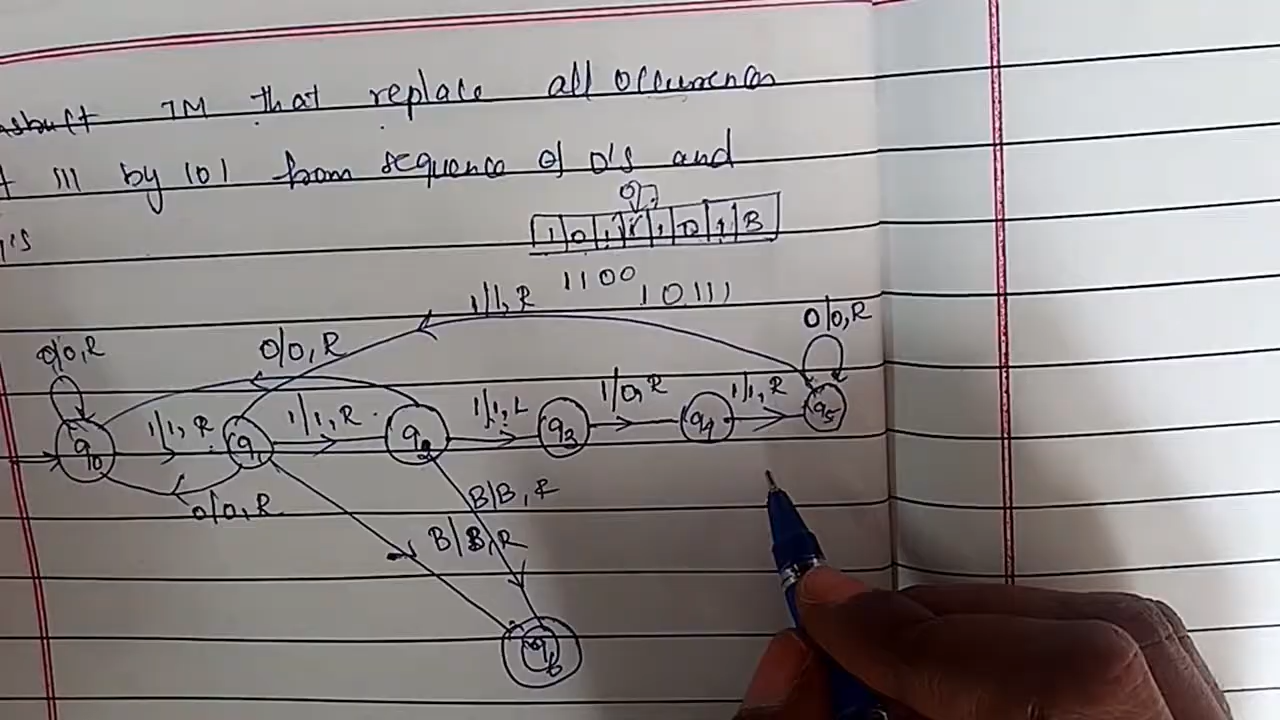 TM that replace all occurrences
111 by 101 from sequence of 0's and
1's
0
1 0 1 1 1 0 1 B
1100
10111
1/1, R
0/0, R
0/0, R
0/0, R
1/1, R
1/1, R
1/1, L
1/0, R
1/1, R
q0 q1 q2 q3 q4 q5
0/0, R
B/B, R
B/B, R
q6